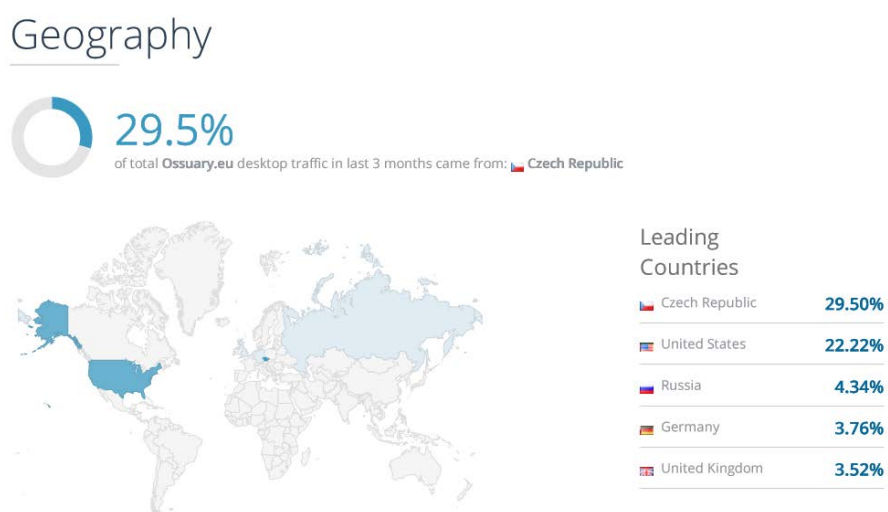 Geography
29.5%
of total Ossuary.eu desktop traffic in last 3 months came from: Czech Republic
Leading
Countries
Czech Republic 29.50%
United States 22.22%
Russia 4.34%
Germany 3.76%
United Kingdom 3.52%